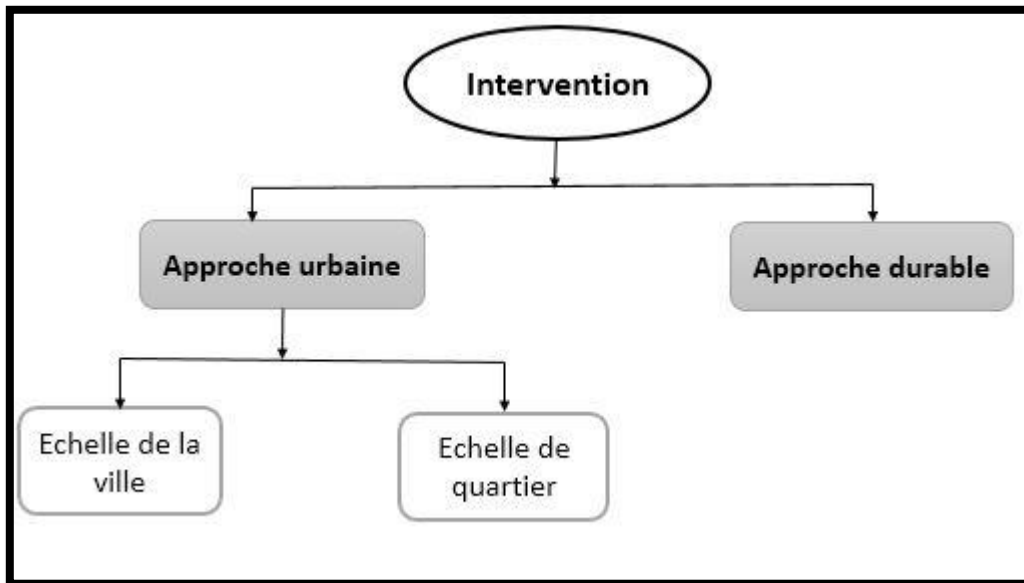 Intervention
Approche urbaine
Approche durable
Echelle de la
ville
Echelle de
quartier